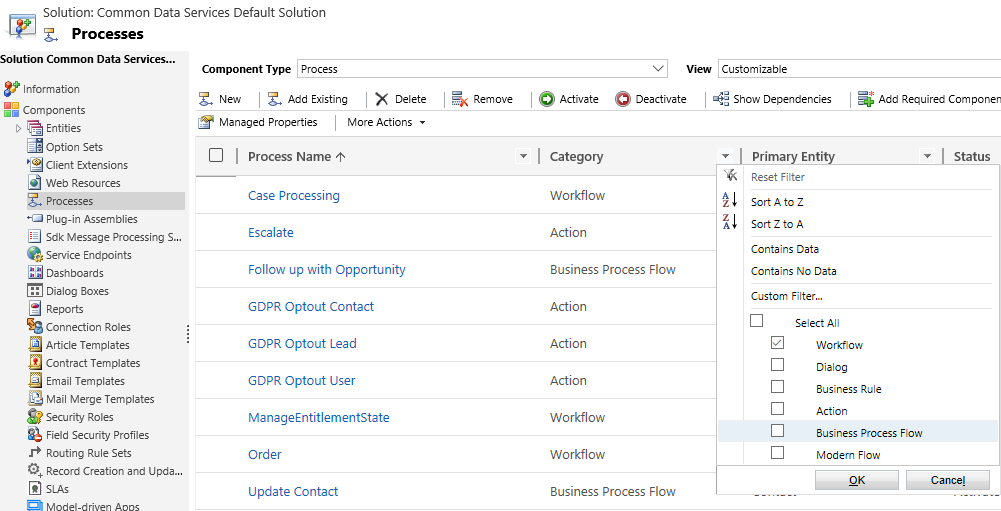 Solution: Common Data Services Default Solution
Processes
Solution Common Data Services...
Information
Components
Entities
Option Sets
Client Extensions
Web Resources
Processes
Plug-in Assemblies
Sdk Message Processing S...
Service Endpoints
Dashboards
Dialog Boxes
Reports
Connection Roles
Article Templates
Contract Templates
Email Templates
Mail Merge Templates
Security Roles
Field Security Profiles
Routing Rule Sets
Record Creation and Upda...
SLAs
Model-driven Apps
Component Type Process View Customizable
New Add Existing Delete Remove Activate Deactivate Show Dependencies Add Required Componen
Managed Properties More Actions
Process Name Category Primary Entity Status
Case Processing Workflow
Escalate Action
Follow up with Opportunity Business Process Flow
GDPR Optout Contact Action
GDPR Optout Lead Action
GDPR Optout User Action
ManageEntitlementState Workflow
Order Workflow
Update Contact Business Process Flow
Reset Filter
Sort A to Z
Sort Z to A
Contains Data
Contains No Data
Custom Filter...
Select All
Workflow
Dialog
Business Rule
Action
Business Process Flow
Modern Flow
OK Cancel